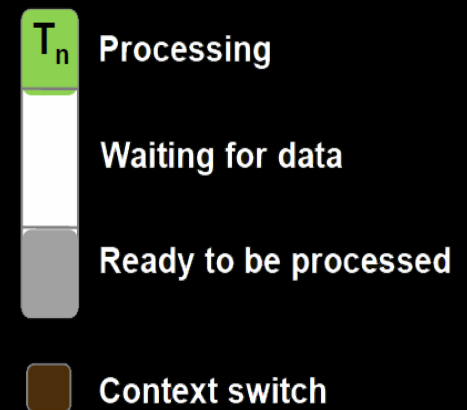 Tn
Processing
Waiting for data
Ready to be processed
Context switch